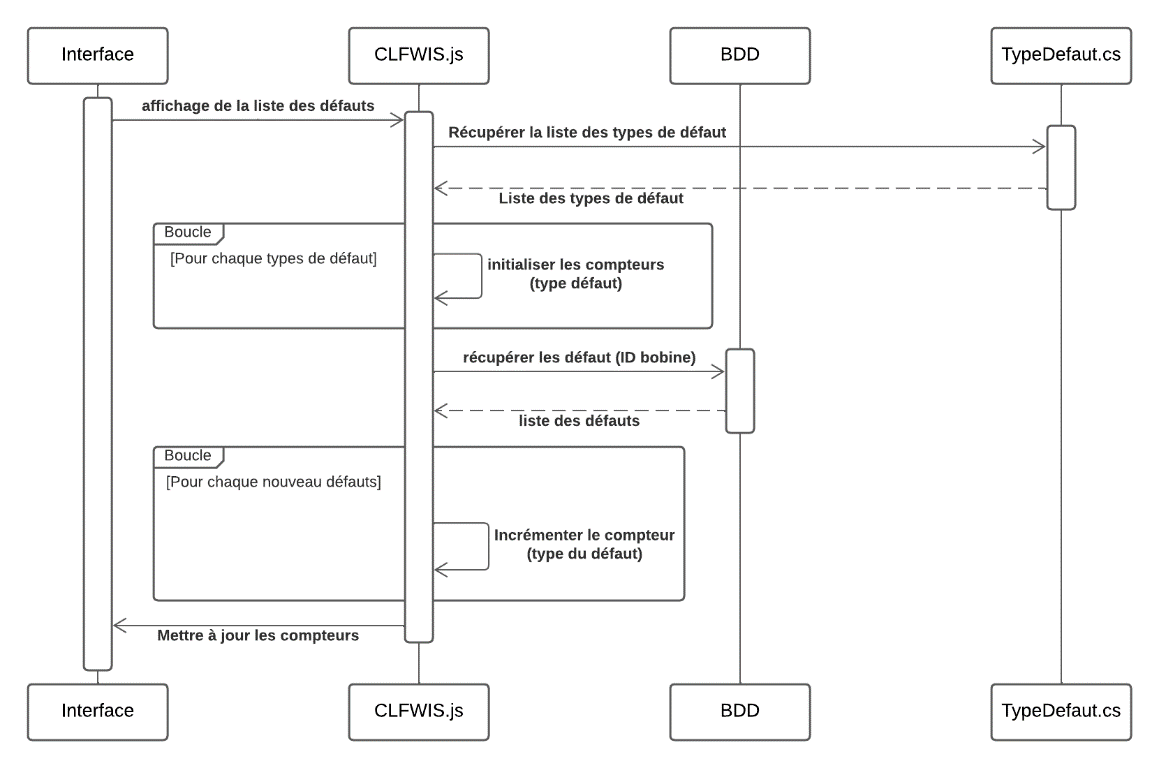 Interface
CLFWIS.js
BDD
TypeDefaut.cs
affichage de la liste des défauts
Récupérer la liste des types de défaut
Liste des types de défaut
Boucle
[Pour chaque types de défaut]
initialiser les compteurs
(type défaut)
récupérer les défaut (ID bobine)
liste des défauts
Boucle
[Pour chaque nouveau défauts]
Incrémenter le compteur
(type du défaut)
Mettre à jour les compteurs
Interface
CLFWIS.js
BDD
TypeDefaut.cs